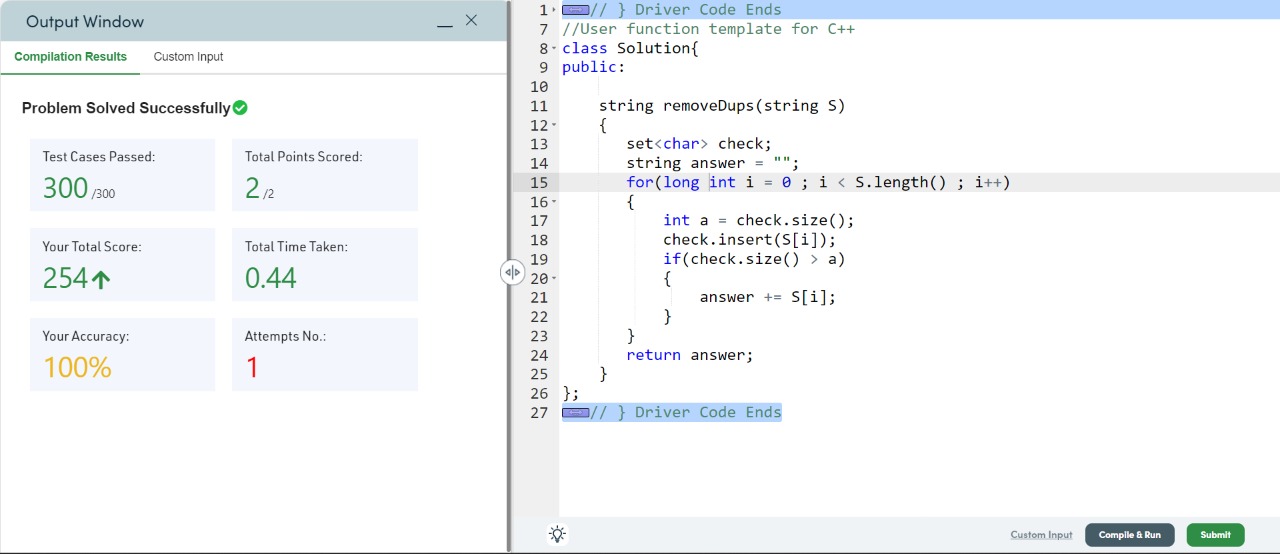 Output Window
Compilation Results Custom Input
Problem Solved Successfully
Test Cases Passed:
300 /300
Total Points Scored:
2 /2
Your Total Score:
254
Total Time Taken:
0.44
Your Accuracy:
100%
Attempts No.:
1
1 // } Driver Code Ends
7 //User function template for C++
8 class Solution{
9 public:
10
11 string removeDups(string S)
12 {
13 set<char> check;
14 string answer = "";
15 for(long int i = 0 ; i < S.length() ; i++)
16 {
17 int a = check.size();
18 check.insert(S[i]);
19 if(check.size() > a)
20 {
21 answer += S[i];
22 }
23 }
24 return answer;
25 }
26 };
27 // } Driver Code Ends
Custom Input Compile & Run Submit